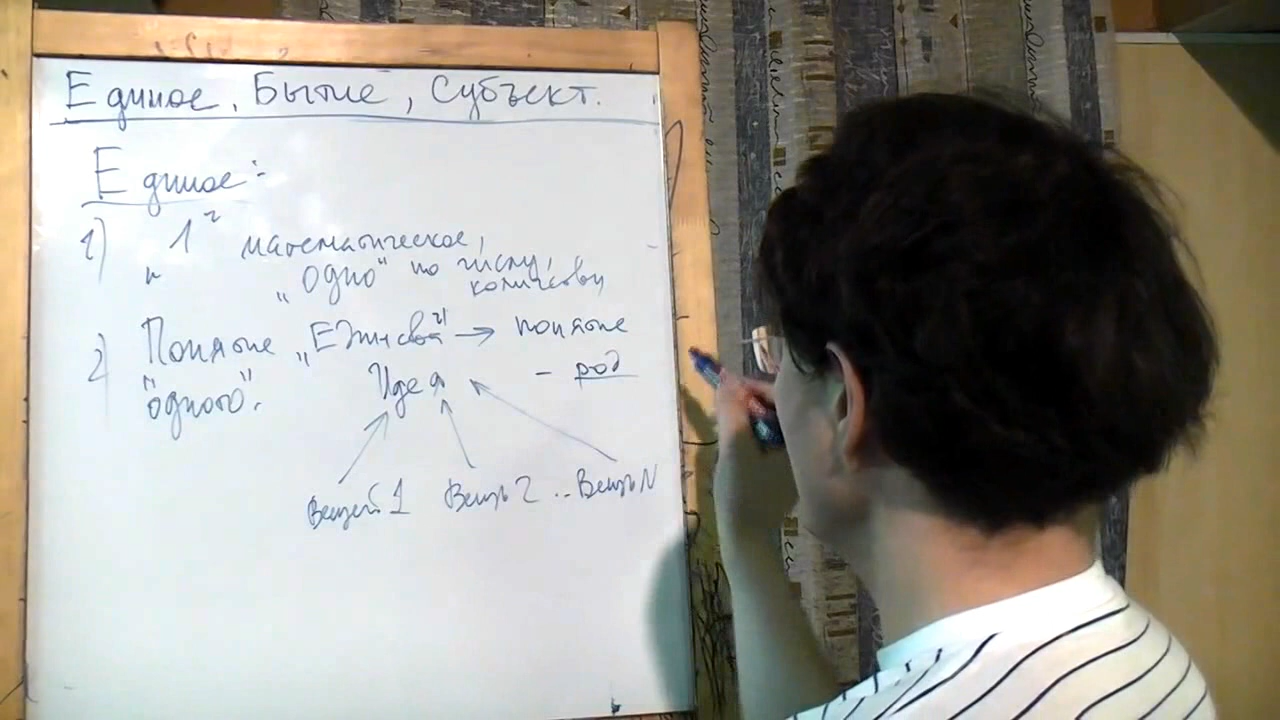 Единое, Бытие, Субъект.
Единое:
1) "1" математическое,
"одно" по числу,
количеству
2) Понятие "Единства" → понятие
"одного". Идея - род
Вещь 1 Вещь 2 .. Вещь N